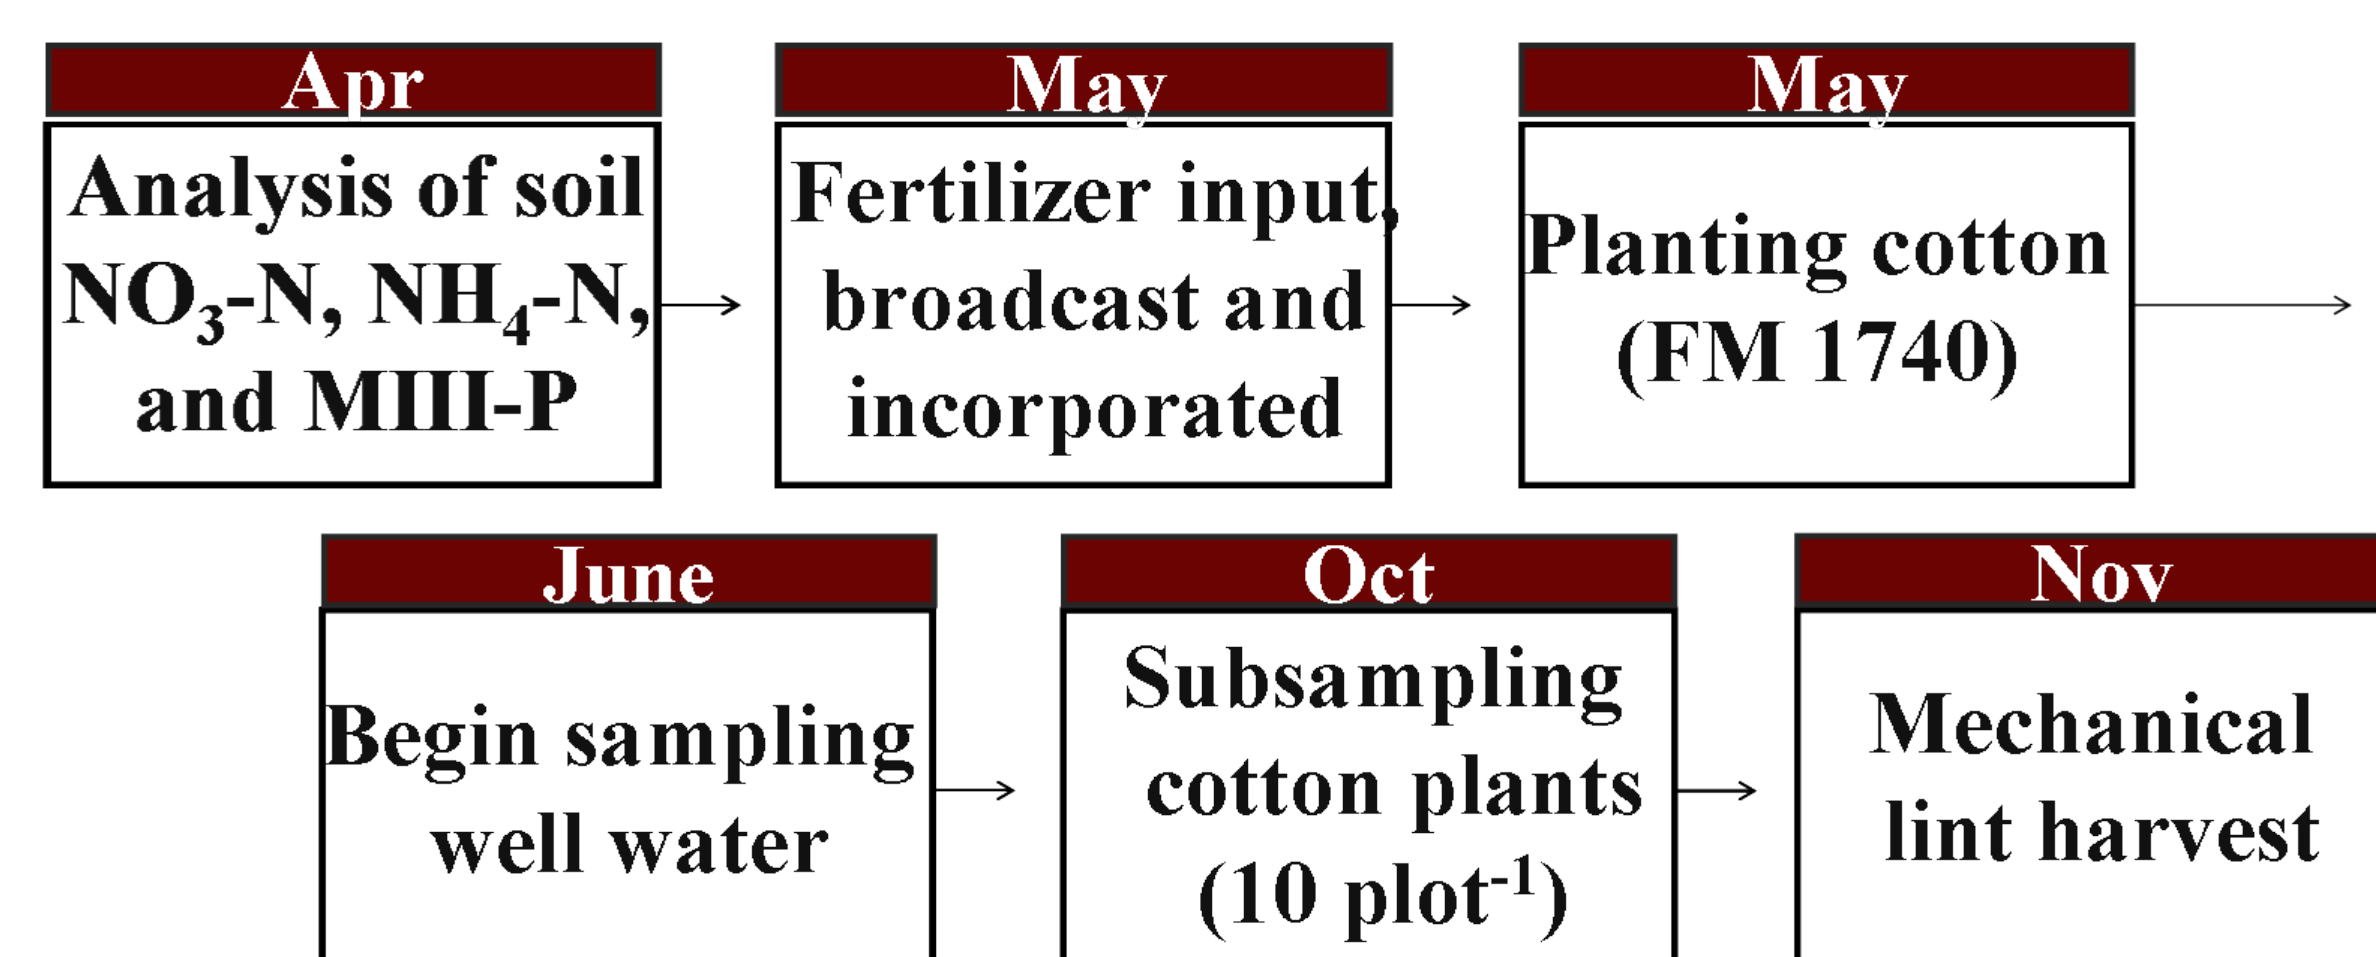 Apr
Analysis of soil
NO₃-N, NH₄-N,
and MIII-P
May
Fertilizer input,
broadcast and
incorporated
May
Planting cotton
(FM 1740)
June
Begin sampling
well water
Oct
Subsampling
cotton plants
(10 plot⁻¹)
Nov
Mechanical
lint harvest